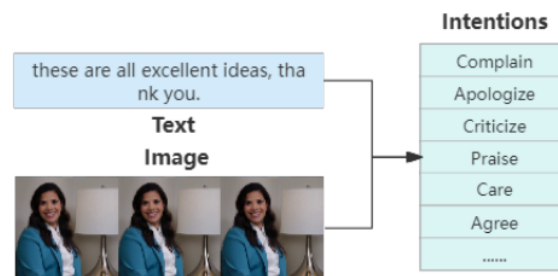 Intentions
these are all excellent ideas, tha
nk you.
Text
Image
Complain
Apologize
Criticize
Praise
Care
Agree
......